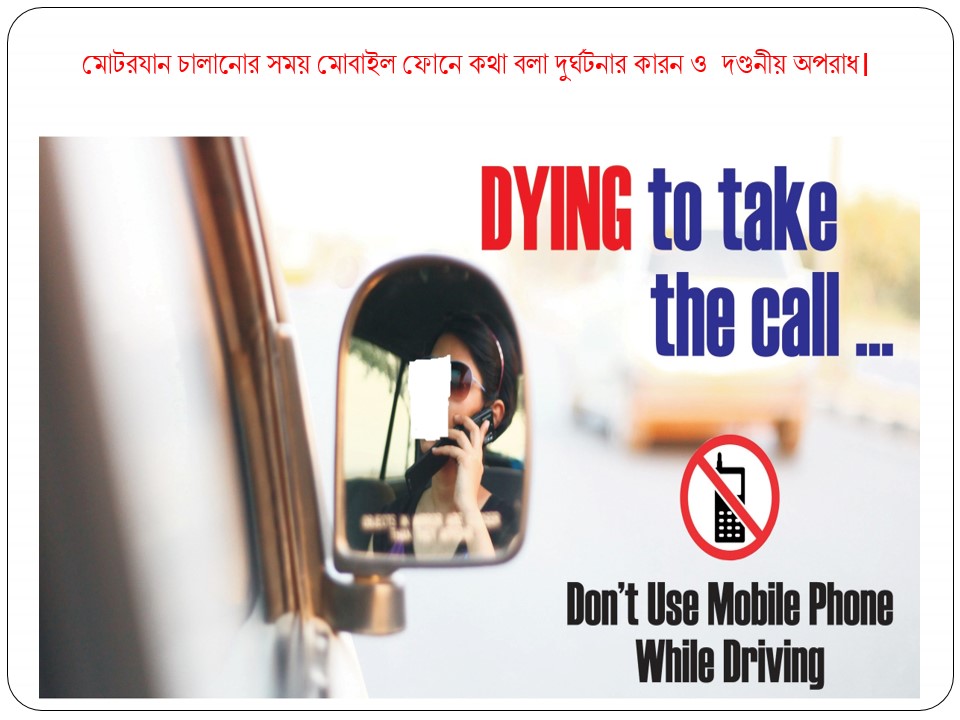 মোটরযান চালানোর সময় মোবাইল ফোনে কথা বলা দুর্ঘটনার কারন ও দণ্ডনীয় অপরাধ।
DYING to take
the call ...
Don't Use Mobile Phone
While Driving